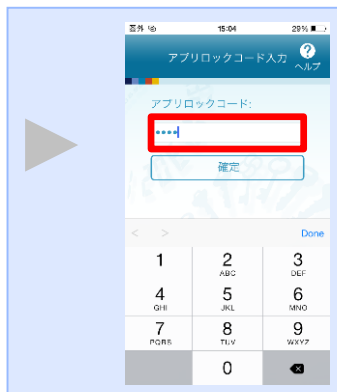 圏外 15:04 29%
アプリロックコード入力 ? ヘルプ
アプリロックコード:
••••
確定
< > Done
1 2 ABC 3 DEF
4 GHI 5 JKL 6 MNO
7 PQRS 8 TUV 9 WXYZ
0